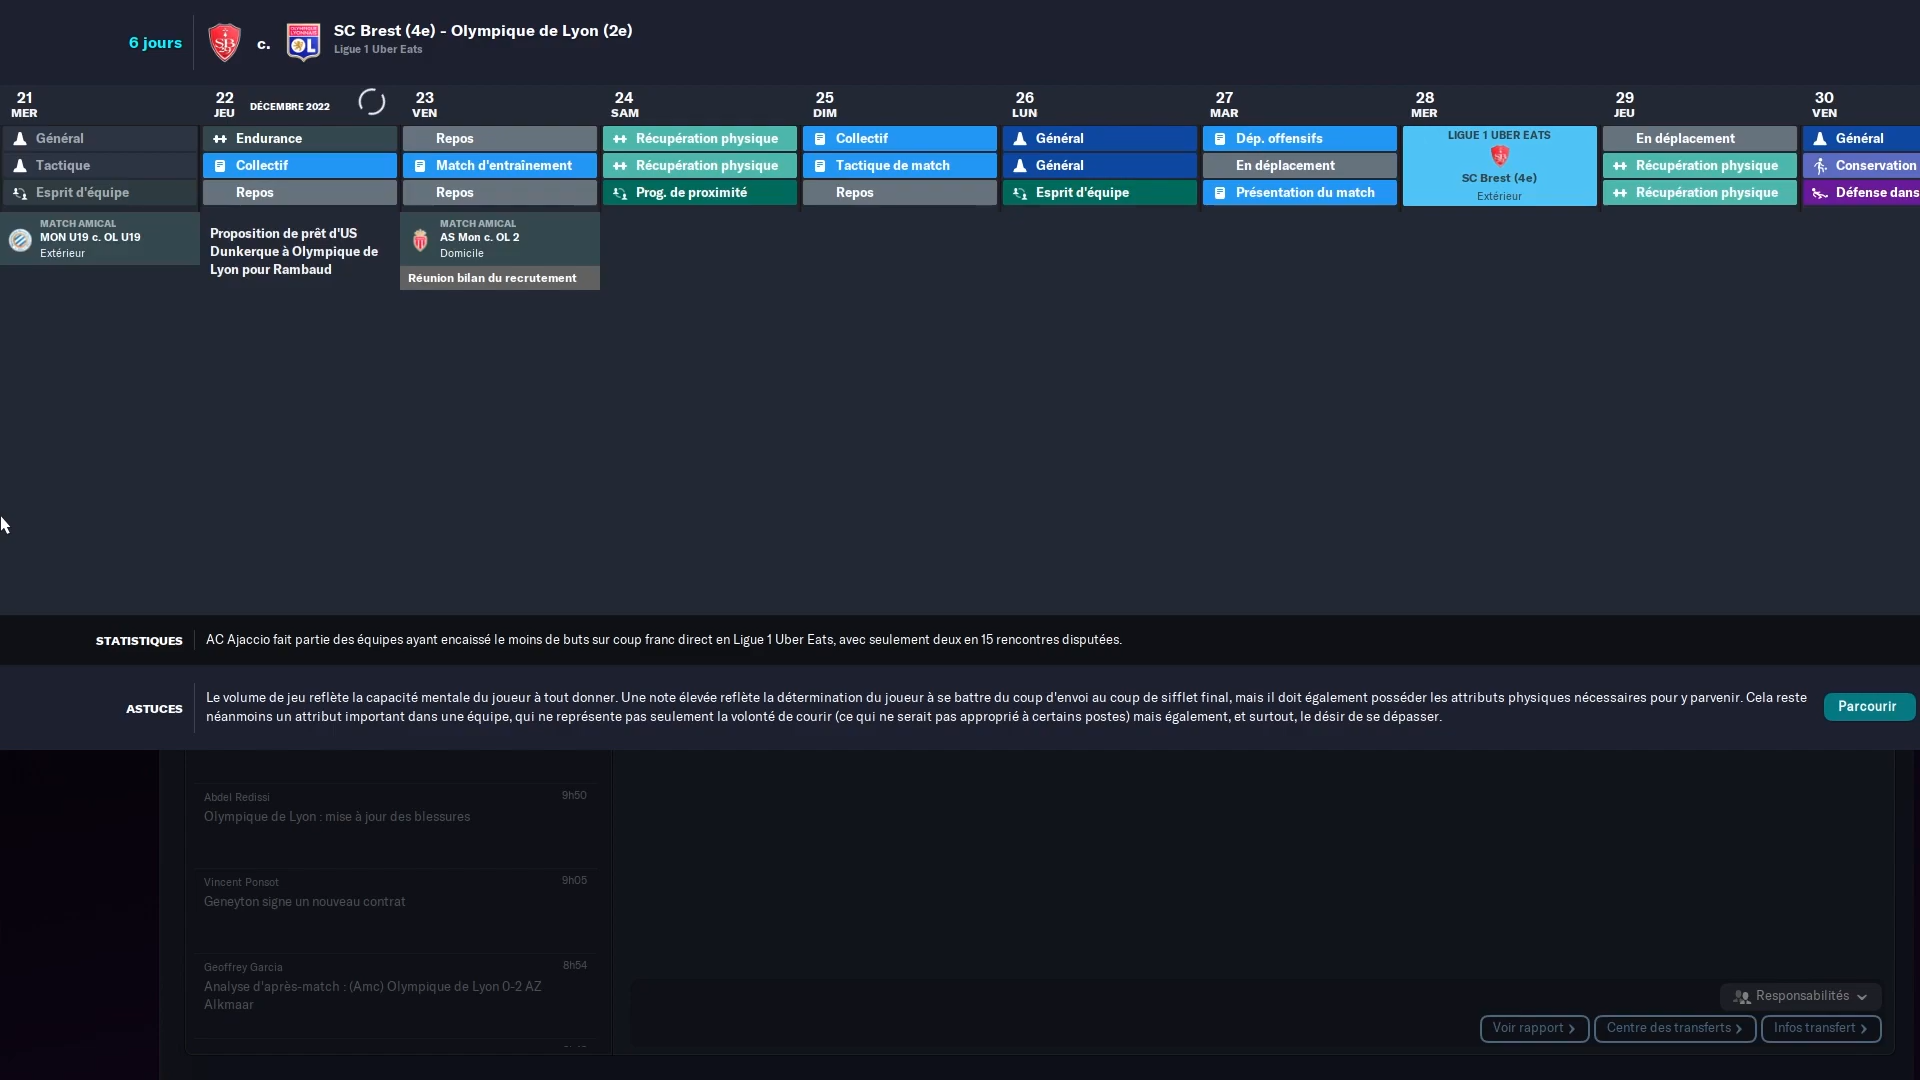 6 jours
c.
SC Brest (4e) - Olympique de Lyon (2e)
Ligue 1 Uber Eats
21
MER
22
JEU
DÉCEMBRE 2022
23
VEN
24
SAM
25
DIM
26
LUN
27
MAR
28
MER
29
JEU
30
VEN
Général
Tactique
Esprit d'équipe
MATCH AMICAL
MON U19 c. OL U19
Extérieur
Endurance
Collectif
Repos
Proposition de prêt d'US
Dunkerque à Olympique de
Lyon pour Rambaud
Repos
Match d'entraînement
Repos
MATCH AMICAL
AS Mon c. OL 2
Domicile
Réunion bilan du recrutement
Récupération physique
Récupération physique
Prog. de proximité
Collectif
Tactique de match
Repos
Général
Général
Esprit d'équipe
Dép. offensifs
En déplacement
Présentation du match
LIGUE 1 UBER EATS
SC Brest (4e)
Extérieur
En déplacement
Récupération physique
Récupération physique
Général
Conservation
Défense dans
STATISTIQUES
AC Ajaccio fait partie des équipes ayant encaissé le moins de buts sur coup franc direct en Ligue 1 Uber Eats, avec seulement deux en 15 rencontres disputées.
ASTUCES
Le volume de jeu reflète la capacité mentale du joueur à tout donner. Une note élevée reflète la détermination du joueur à se battre du coup d'envoi au coup de sifflet final, mais il doit également posséder les attributs physiques nécessaires pour y parvenir. Cela reste
néanmoins un attribut important dans une équipe, qui ne représente pas seulement la volonté de courir (ce qui ne serait pas approprié à certains postes) mais également, et surtout, le désir de se dépasser.
Parcourir
Abdel Redissi
9h50
Olympique de Lyon : mise à jour des blessures
Vincent Ponsot
9h05
Geneyton signe un nouveau contrat
Geoffrey Garcia
8h54
Analyse d'après-match : (Amc) Olympique de Lyon 0-2 AZ
Alkmaar
Responsabilités
Voir rapport
Centre des transferts
Infos transfert